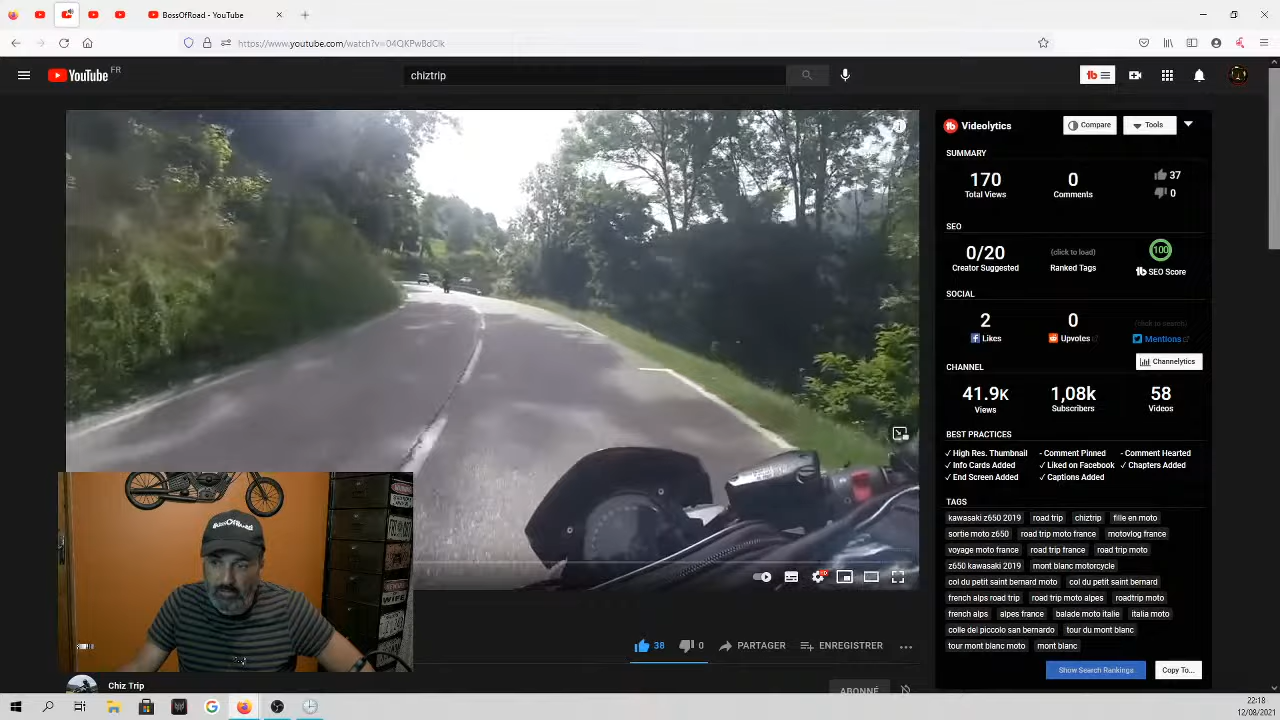 BossOfRoad - YouTube
https://www.youtube.com/watch?v=04QKPwBdClk
YouTube FR
chiztrip
Videolytics
Compare
Tools
SUMMARY
170
Total Views
0
Comments
37
0
SEO
0/20
Creator Suggested
(click to load)
Ranked Tags
100
SEO Score
SOCIAL
2
Likes
0
Upvotes
(click to search)
Mentions
Channelytics
CHANNEL
41.9K
Views
1,08k
Subscribers
58
Videos
BEST PRACTICES
✓ High Res. Thumbnail - Comment Pinned - Comment Hearted
✓ Info Cards Added ✓ Liked on Facebook ✓ Chapters Added
✓ End Screen Added ✓ Captions Added
TAGS
kawasaki z650 2019 road trip chiztrip fille en moto
sortie moto z650 road trip moto france motovlog france
voyage moto france road trip france road trip moto
z650 kawasaki 2019 mont blanc motorcycle
col du petit saint bernard moto col du petit saint bernard
french alps road trip road trip moto alpes roadtrip moto
french alps alpes france balade moto italie italia moto
colle del piccolo san bernardo tour du mont blanc
tour mont blanc moto mont blanc
Show Search Rankings
Copy To...
BossOfRoad
38
0
PARTAGER
ENREGISTRER
Chiz Trip
ABONNÉ
22:18
12/08/2021